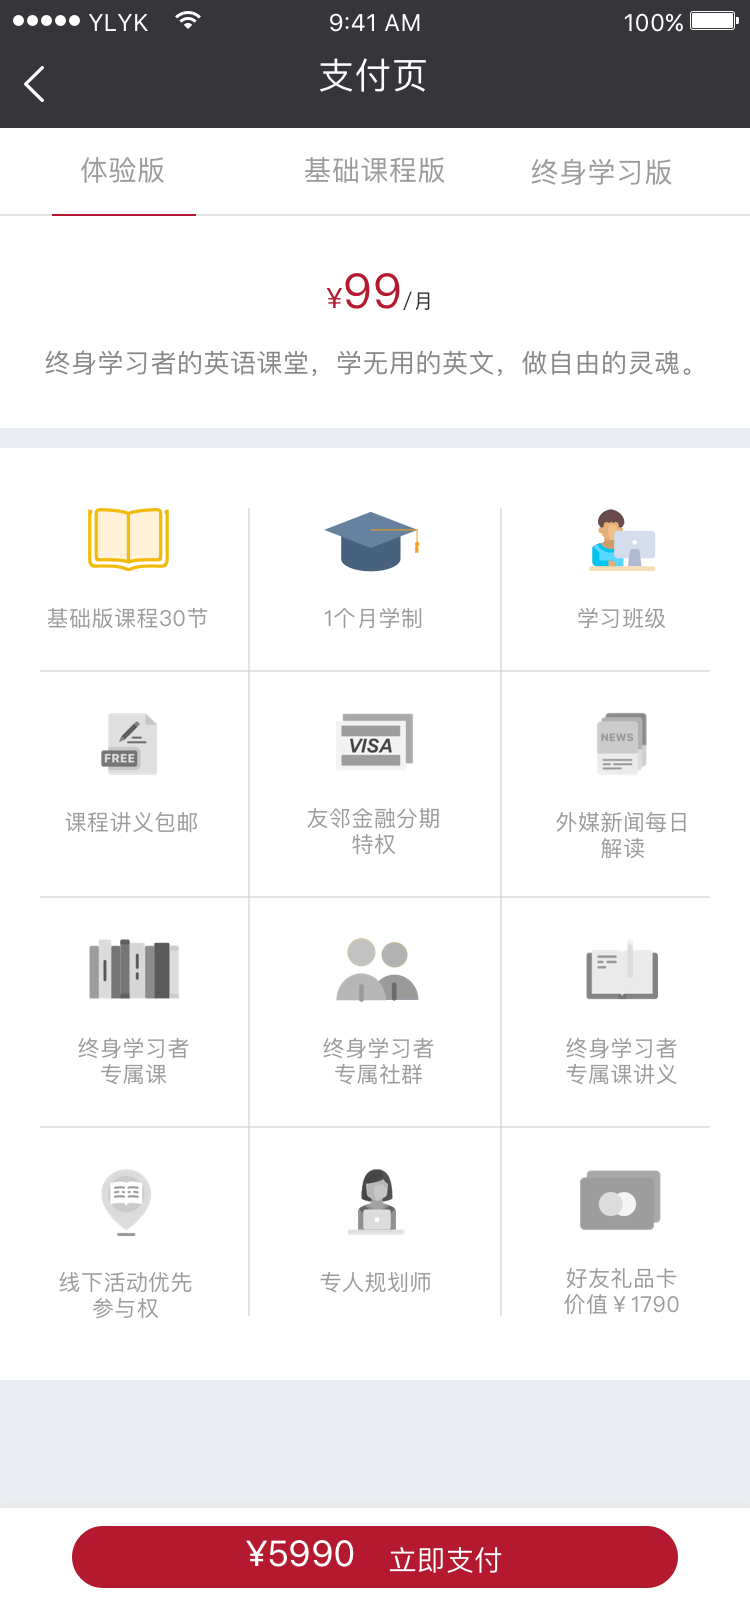 YLYK 9:41 AM 100%
支付页
体验版 基础课程版 终身学习版
¥99/月
终身学习者的英语课堂，学无用的英文，做自由的灵魂。
基础版课程30节 1个月学制 学习班级
FREE VISA NEWS
课程讲义包邮
友邻金融分期
特权
外媒新闻每日
解读
终身学习者
专属课
终身学习者
专属社群
终身学习者
专属课讲义
线下活动优先
参与权
专人规划师
好友礼品卡
价值￥1790
¥5990 立即支付